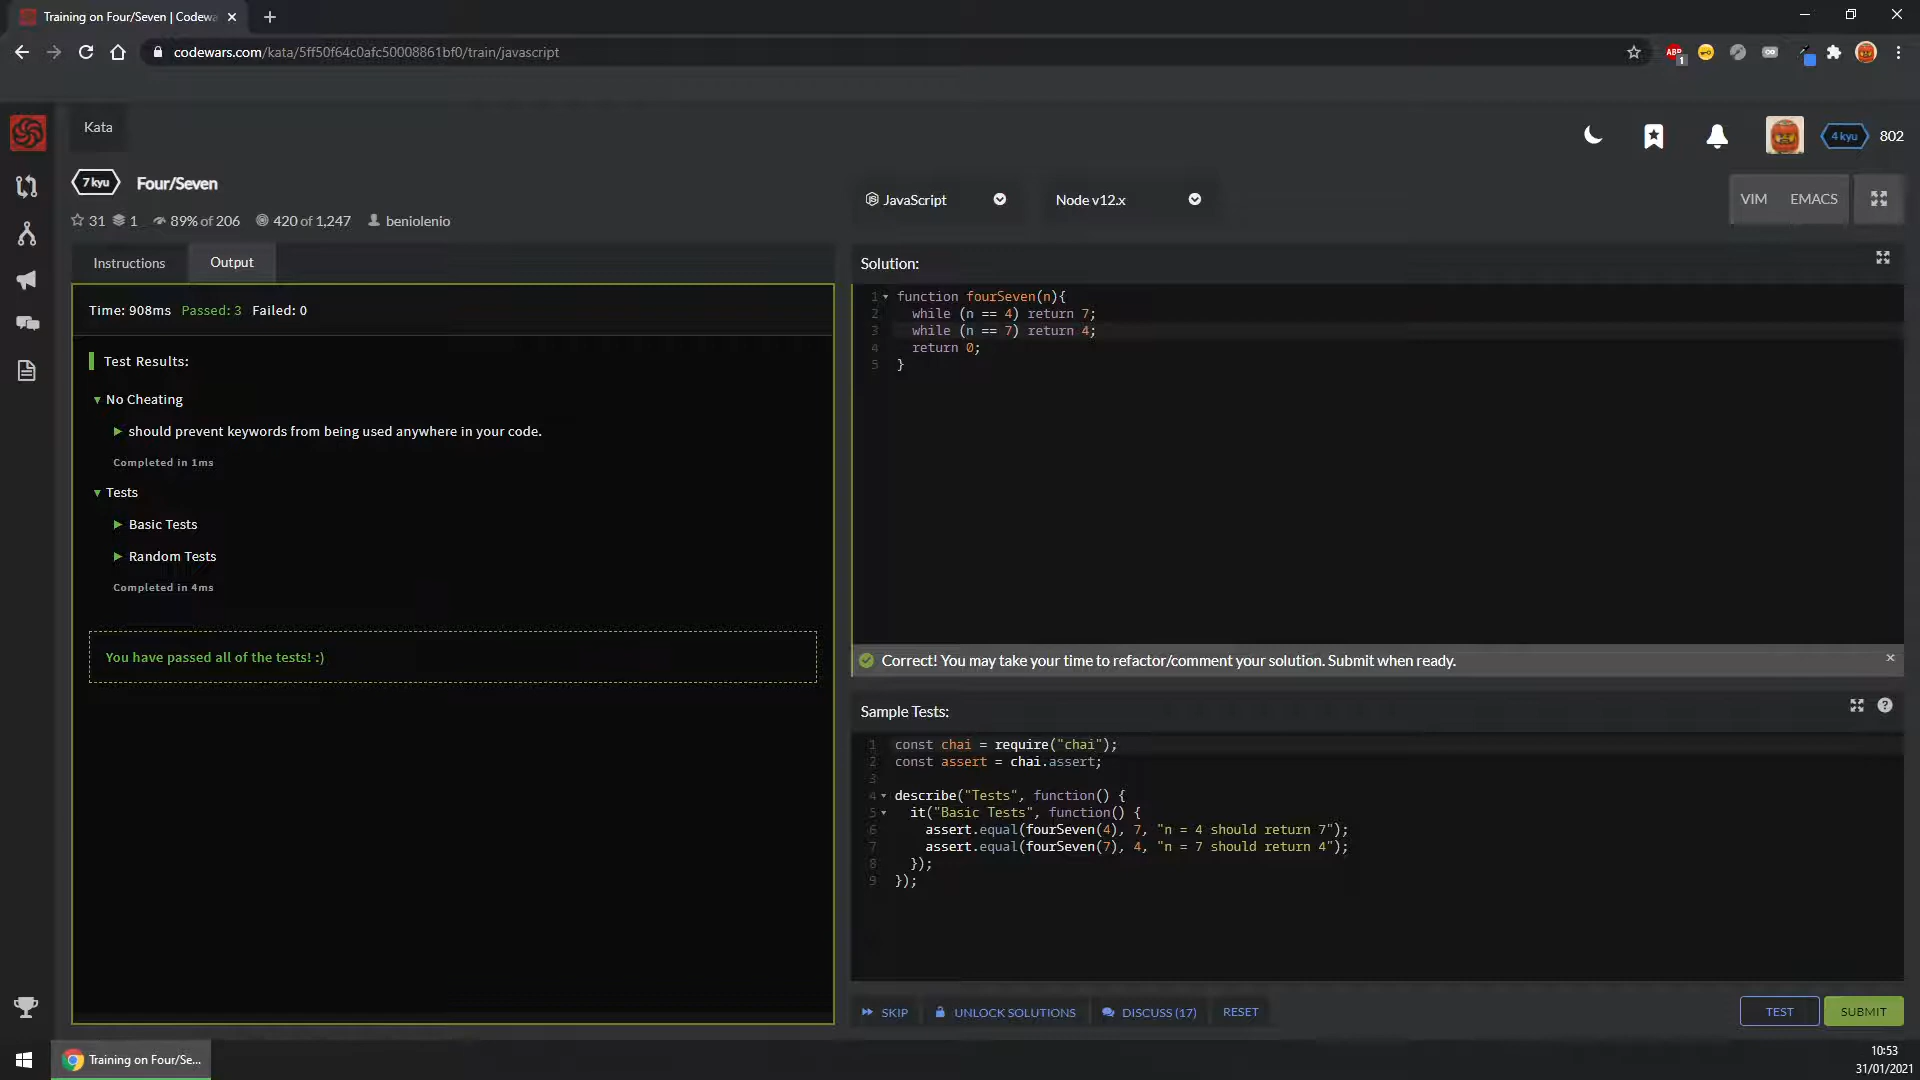 Training on Four/Seven | Codewa
codewars.com/kata/5ff50f64c0afc50008861bf0/train/javascript
ABP
1
Kata
4 kyu
802
7 kyu
Four/Seven
31 1 89% of 206 420 of 1,247 beniolenio
JavaScript
Node v12.x
VIM
EMACS
Instructions
Output
Time: 908ms Passed: 3 Failed: 0
Test Results:
No Cheating
should prevent keywords from being used anywhere in your code.
Completed in 1ms
Tests
Basic Tests
Random Tests
Completed in 4ms
You have passed all of the tests! :)
Solution:
1 function fourSeven(n){
2 while (n == 4) return 7;
3 while (n == 7) return 4;
4 return 0;
5 }
Correct! You may take your time to refactor/comment your solution. Submit when ready.
Sample Tests:
1 const chai = require("chai");
2 const assert = chai.assert;
3
4 describe("Tests", function() {
5 it("Basic Tests", function() {
6 assert.equal(fourSeven(4), 7, "n = 4 should return 7");
7 assert.equal(fourSeven(7), 4, "n = 7 should return 4");
8 });
9 });
SKIP
UNLOCK SOLUTIONS
DISCUSS (17)
RESET
TEST
SUBMIT
Training on Four/Se...
10:53
31/01/2021